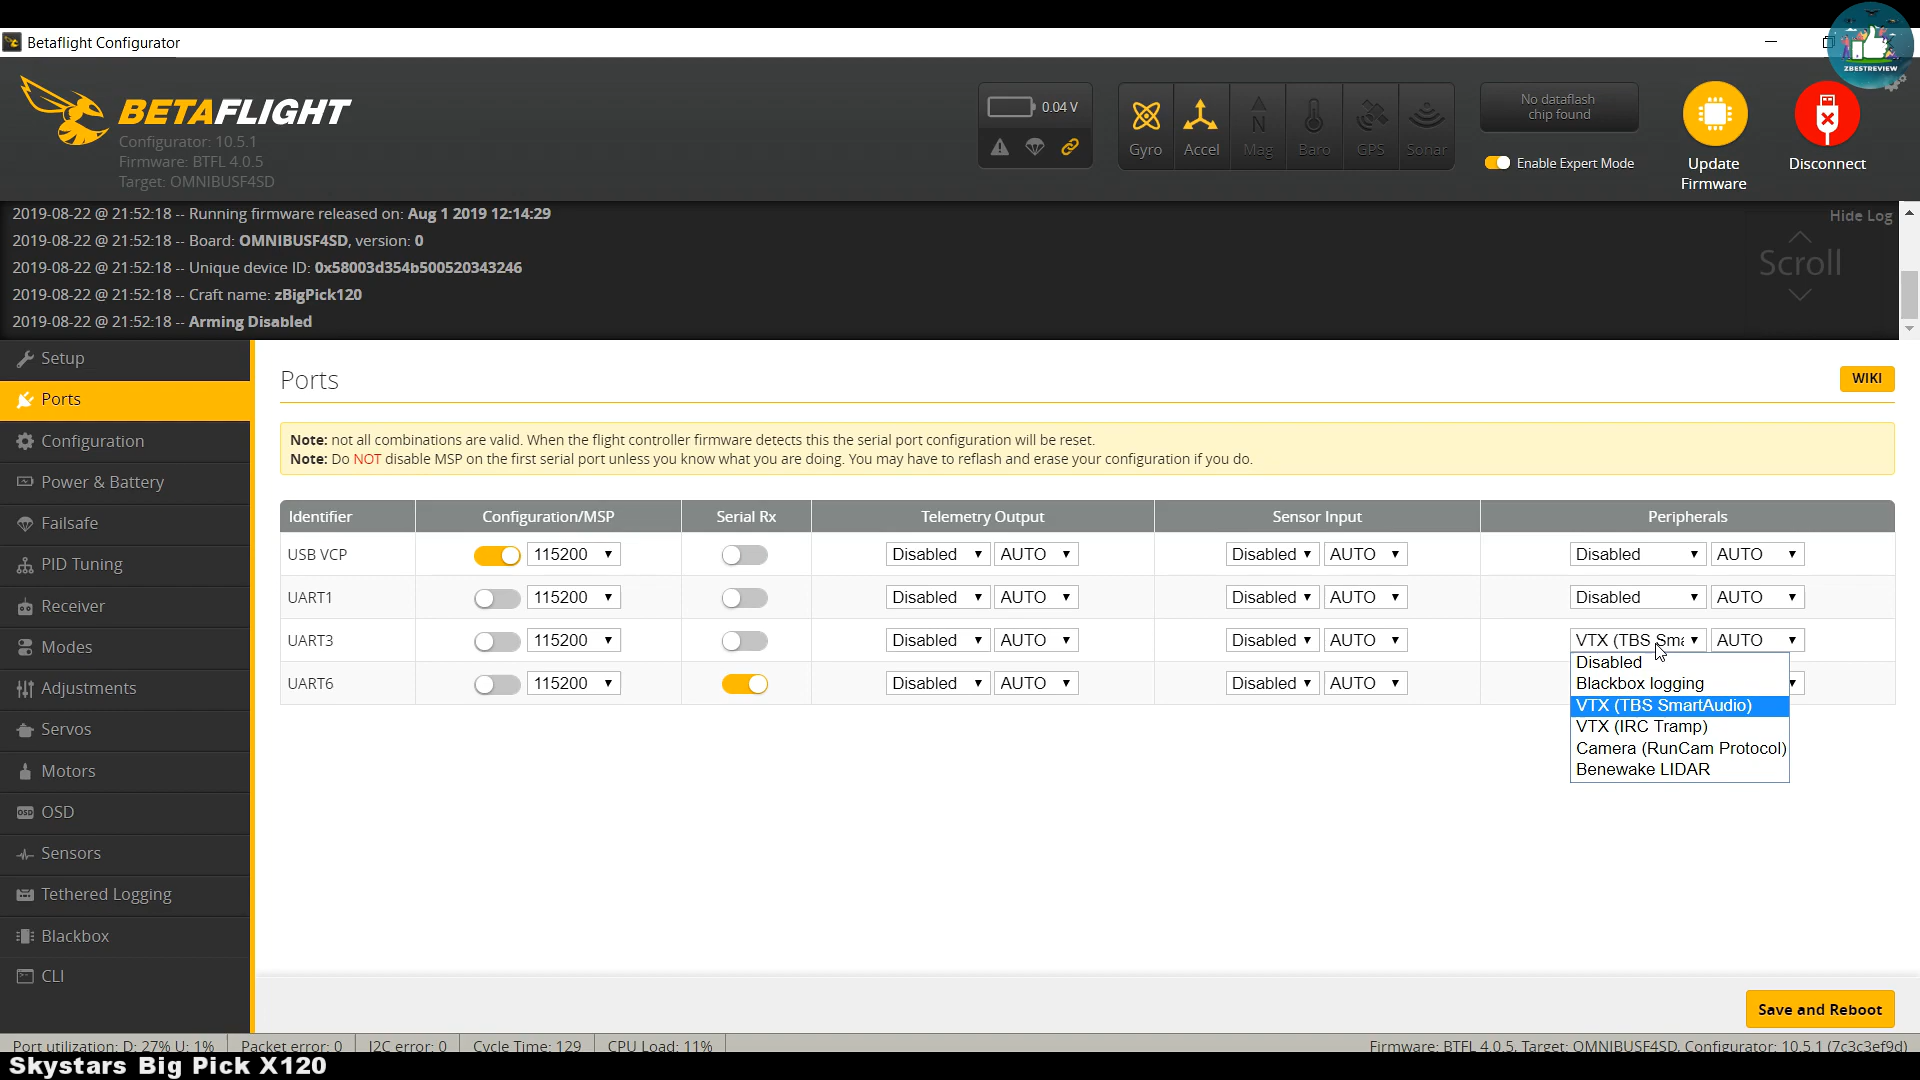 Betaflight Configurator
ZBESTREVIEW
BETAFLIGHT
Configurator: 10.5.1
Firmware: BTFL 4.0.5
Target: OMNIBUSF4SD
0.04 V
Gyro
Accel
Mag
Baro
GPS
Sonar
No dataflash
chip found
Enable Expert Mode
Update
Firmware
Disconnect
2019-08-22 @ 21:52:18 -- Running firmware released on: Aug 1 2019 12:14:29
2019-08-22 @ 21:52:18 -- Board: OMNIBUSF4SD, version: 0
2019-08-22 @ 21:52:18 -- Unique device ID: 0x58003d354b500520343246
2019-08-22 @ 21:52:18 -- Craft name: zBigPick120
2019-08-22 @ 21:52:18 -- Arming Disabled
Hide Log
Scroll
Setup
Ports
Configuration
Power & Battery
Failsafe
PID Tuning
Receiver
Modes
Adjustments
Servos
Motors
OSD
Sensors
Tethered Logging
Blackbox
CLI
Ports
WIKI
Note: not all combinations are valid. When the flight controller firmware detects this the serial port configuration will be reset.
Note: Do NOT disable MSP on the first serial port unless you know what you are doing. You may have to reflash and erase your configuration if you do.
Identifier Configuration/MSP Serial Rx Telemetry Output Sensor Input Peripherals
USB VCP 115200 Disabled AUTO Disabled AUTO Disabled AUTO
UART1 115200 Disabled AUTO Disabled AUTO Disabled AUTO
UART3 115200 Disabled AUTO Disabled AUTO VTX (TBS Sma AUTO
UART6 115200 Disabled AUTO Disabled AUTO
Disabled
Blackbox logging
VTX (TBS SmartAudio)
VTX (IRC Tramp)
Camera (RunCam Protocol)
Benewake LIDAR
Save and Reboot
Port utilization: D: 27% U: 1% Packet error: 0 I2C error: 0 Cycle Time: 129 CPU Load: 11% Firmware: BTFL 4.0.5, Target: OMNIBUSF4SD, Configurator: 10.5.1 (7c3c3ef9d)
Skystars Big Pick X120